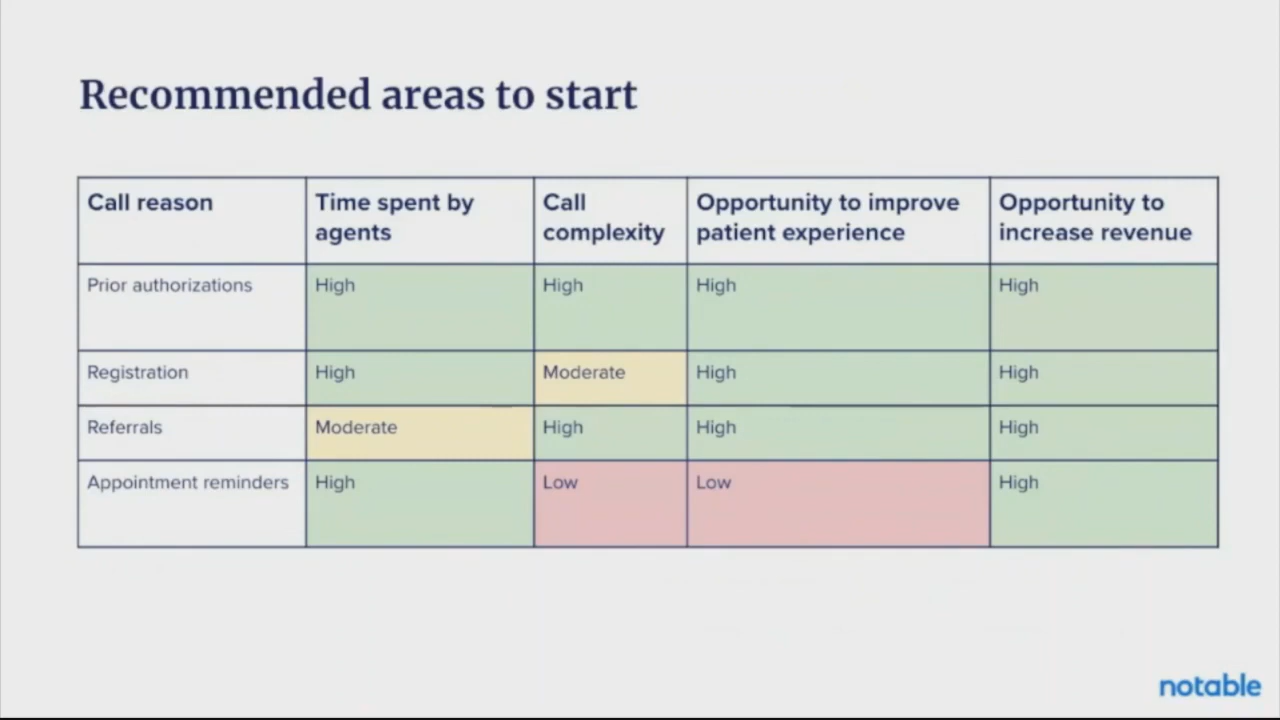 Recommended areas to start
Call reason
Time spent by
agents
Call
complexity
Opportunity to improve
patient experience
Opportunity to
increase revenue
Prior authorizations
High
High
High
High
Registration
High
Moderate
High
High
Referrals
Moderate
High
High
High
Appointment reminders
High
Low
Low
High
notable